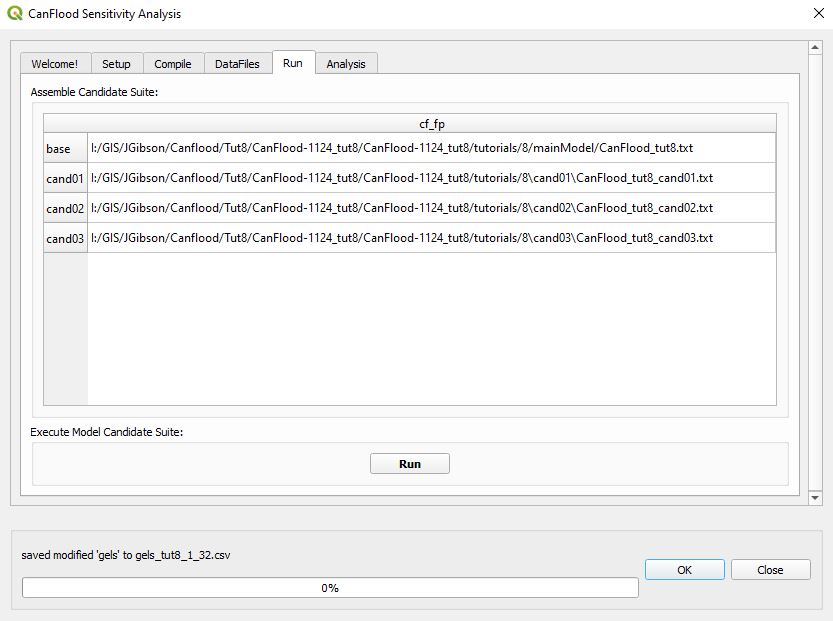 CanFlood Sensitivity Analysis
Welcome! Setup Compile DataFiles Run Analysis
Assemble Candidate Suite:
cf_fp
base I:/GIS/JGibson/Canflood/Tut8/CanFlood-1124_tut8/CanFlood-1124_tut8/tutorials/8/mainModel/CanFlood_tut8.txt
cand01 I:/GIS/JGibson/Canflood/Tut8/CanFlood-1124_tut8/CanFlood-1124_tut8/tutorials/8\cand01\CanFlood_tut8_cand01.txt
cand02 I:/GIS/JGibson/Canflood/Tut8/CanFlood-1124_tut8/CanFlood-1124_tut8/tutorials/8\cand02\CanFlood_tut8_cand02.txt
cand03 I:/GIS/JGibson/Canflood/Tut8/CanFlood-1124_tut8/CanFlood-1124_tut8/tutorials/8\cand03\CanFlood_tut8_cand03.txt
Execute Model Candidate Suite:
Run
saved modified 'gels' to gels_tut8_1_32.csv
0%
OK Close